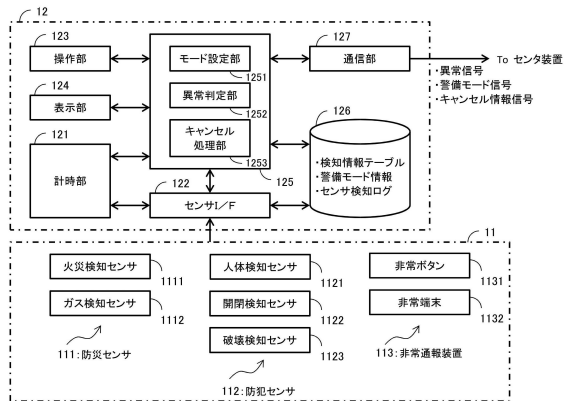 12
123
操作部
124
表示部
121
計時部
モード設定部
1251
異常判定部
1252
キャンセル
処理部
1253
125
122
センサI/F
127
通信部
To センタ装置
・異常信号
・警備モード信号
・キャンセル情報信号
126
・検知情報テーブル
・警備モード情報
・センサ検知ログ
11
火災検知センサ
1111
ガス検知センサ
1112
111:防災センサ
人体検知センサ
1121
開閉検知センサ
1122
破壊検知センサ
1123
112:防犯センサ
非常ボタン
1131
非常端末
1132
113:非常通報装置